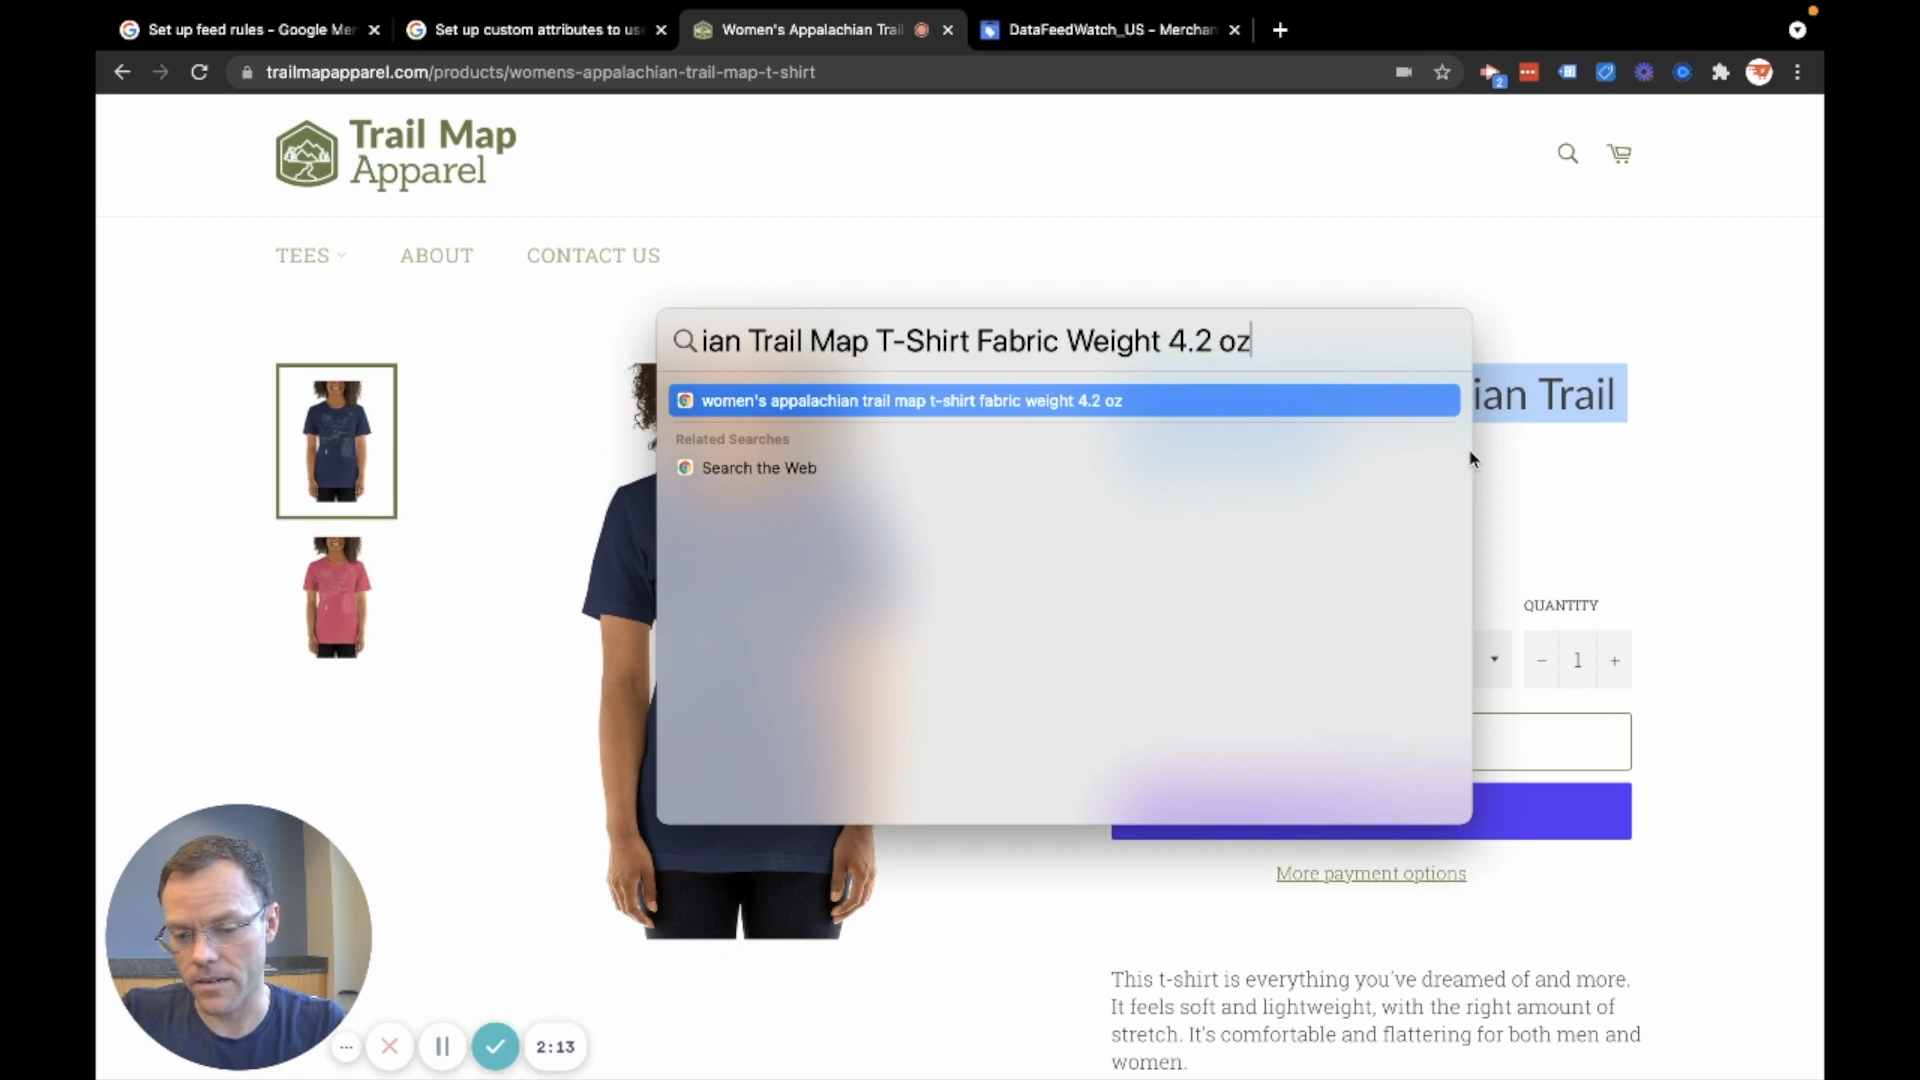 Set up feed rules - Google Mer
Set up custom attributes to us
Women's Appalachian Trail
DataFeedWatch_US - Merchan
trailmapapparel.com/products/womens-appalachian-trail-map-t-shirt
2
Trail Map
Apparel
TEES
ABOUT
CONTACT US
ian Trail Map T-Shirt Fabric Weight 4.2 oz
women's appalachian trail map t-shirt fabric weight 4.2 oz
Related Searches
Search the Web
ian Trail
QUANTITY
− 1 +
More payment options
This t-shirt is everything you've dreamed of and more.
It feels soft and lightweight, with the right amount of
stretch. It's comfortable and flattering for both men and
women.
2:13